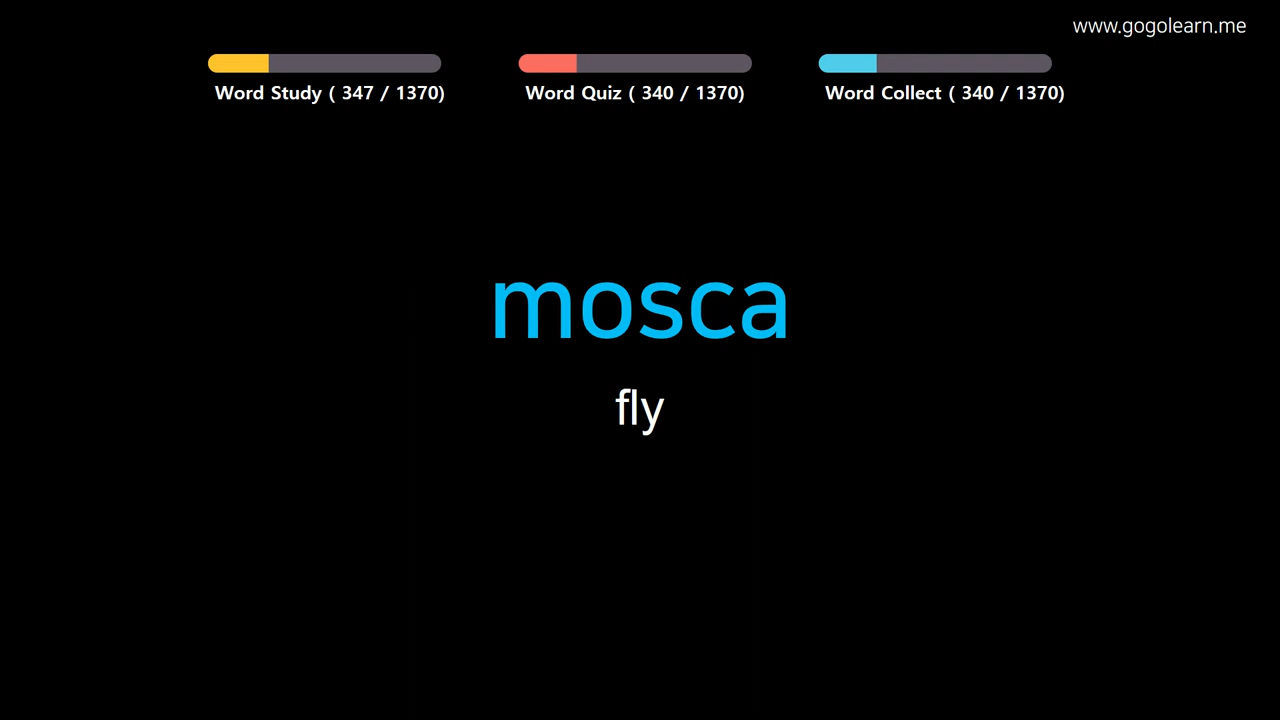 www.gogolearn.me
Word Study ( 347 / 1370)
Word Quiz ( 340 / 1370)
Word Collect ( 340 / 1370)
mosca
fly